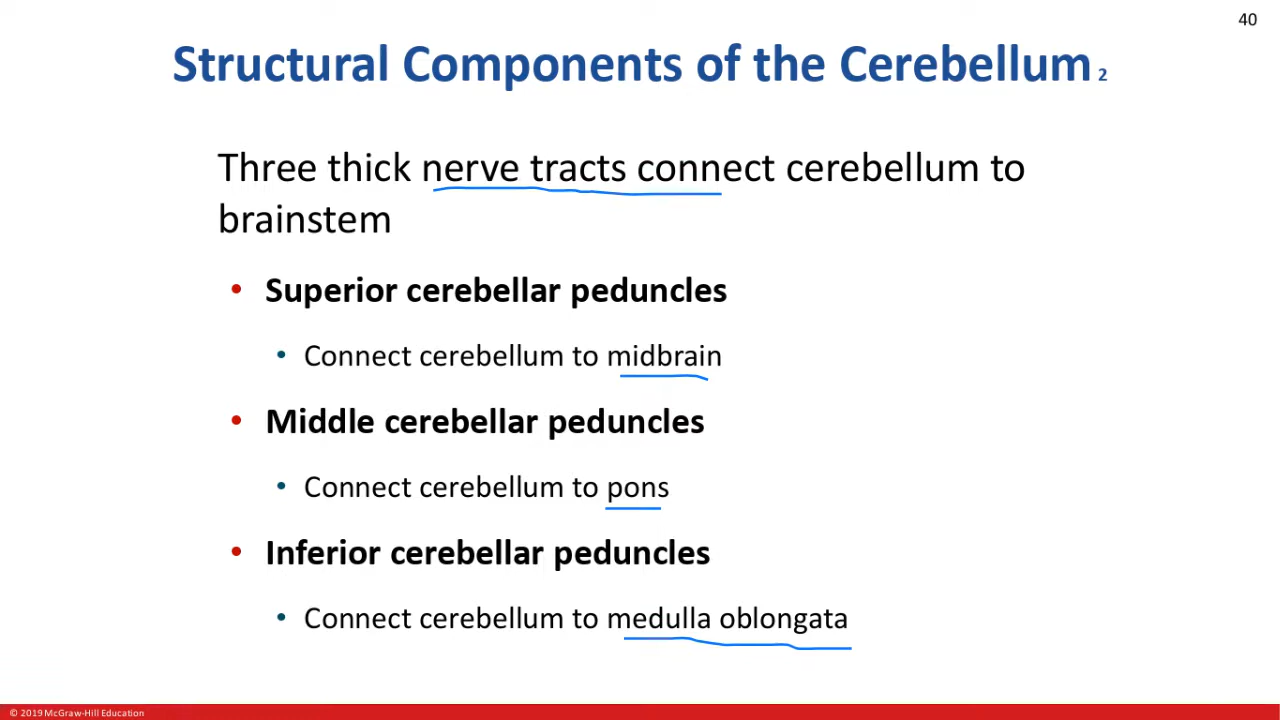 40
Structural Components of the Cerebellum 2
Three thick nerve tracts connect cerebellum to
brainstem
• Superior cerebellar peduncles
• Connect cerebellum to midbrain
• Middle cerebellar peduncles
• Connect cerebellum to pons
• Inferior cerebellar peduncles
• Connect cerebellum to medulla oblongata
© 2019 McGraw-Hill Education